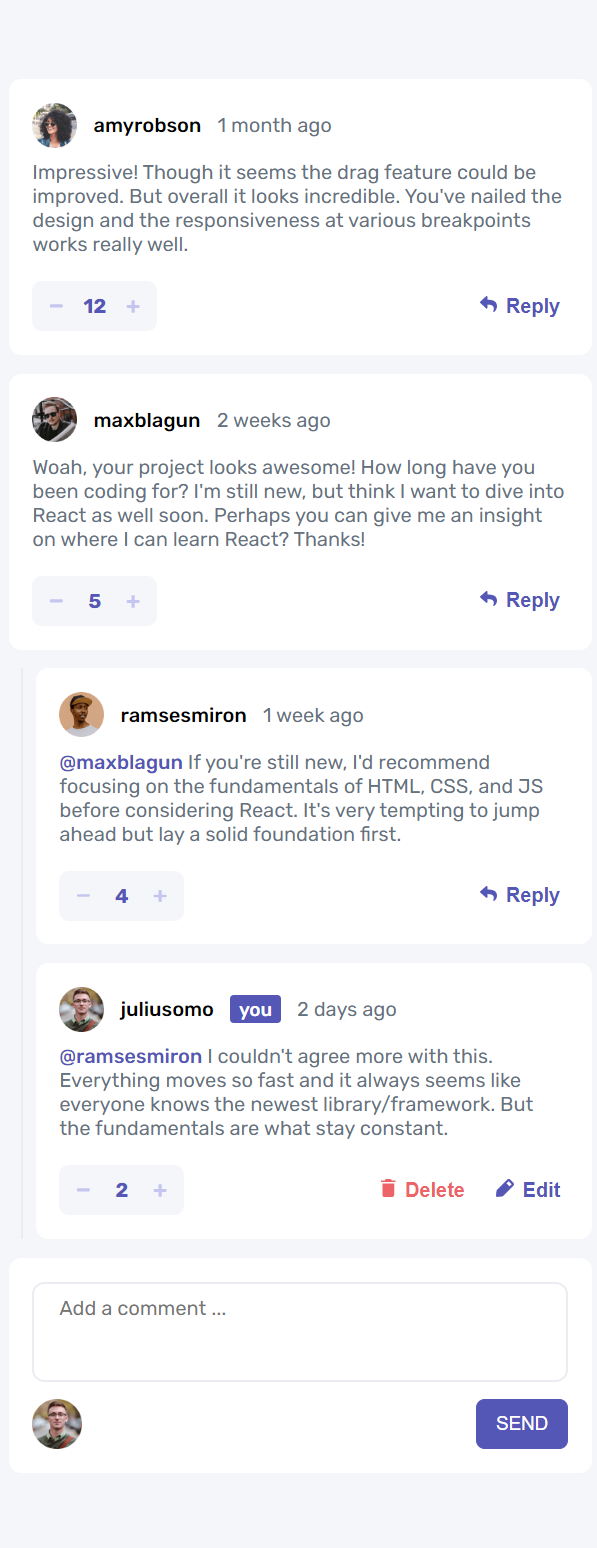 amyrobson 1 month ago
Impressive! Though it seems the drag feature could be
improved. But overall it looks incredible. You've nailed the
design and the responsiveness at various breakpoints
works really well.
− 12 + Reply
maxblagun 2 weeks ago
Woah, your project looks awesome! How long have you
been coding for? I'm still new, but think I want to dive into
React as well soon. Perhaps you can give me an insight
on where I can learn React? Thanks!
− 5 + Reply
ramsesmiron 1 week ago
@maxblagun If you're still new, I'd recommend
focusing on the fundamentals of HTML, CSS, and JS
before considering React. It's very tempting to jump
ahead but lay a solid foundation first.
− 4 + Reply
juliusomo you 2 days ago
@ramsesmiron I couldn't agree more with this.
Everything moves so fast and it always seems like
everyone knows the newest library/framework. But
the fundamentals are what stay constant.
− 2 + Delete Edit
Add a comment ...
SEND